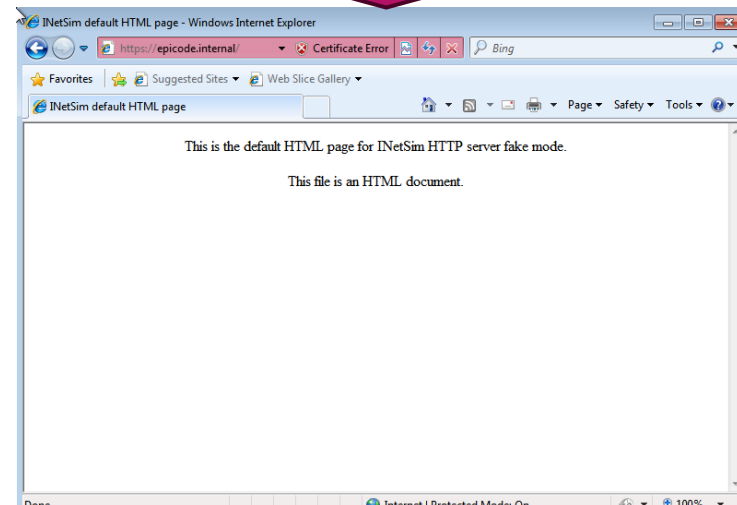 INetSim default HTML page - Windows Internet Explorer
https://epicode.internal/ Certificate Error Bing
Favorites Suggested Sites Web Slice Gallery
INetSim default HTML page Page Safety Tools
This is the default HTML page for INetSim HTTP server fake mode.
This file is an HTML document.
Done Internet | Protected Mode: On 100%